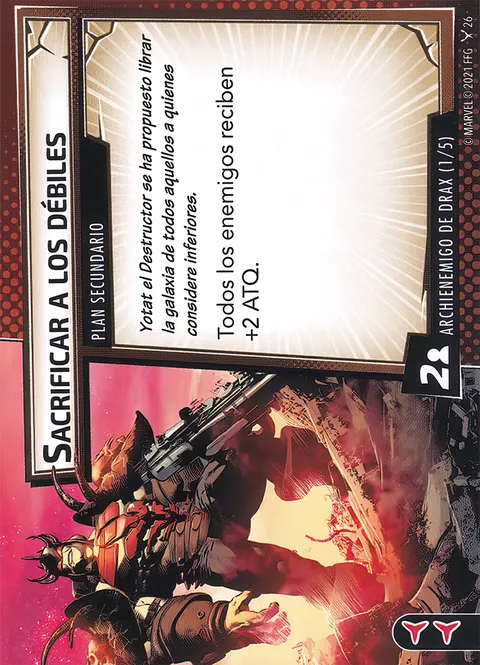 SACRIFICAR A LOS DÉBILES
PLAN SECUNDARIO
Yotat el Destructor se ha propuesto librar
la galaxia de todos aquellos a quienes
considere inferiores.
Todos los enemigos reciben
+2 ATQ.
2
ARCHIENEMIGO DE DRAX (1/5)
© MARVEL © 2021 FFG 26